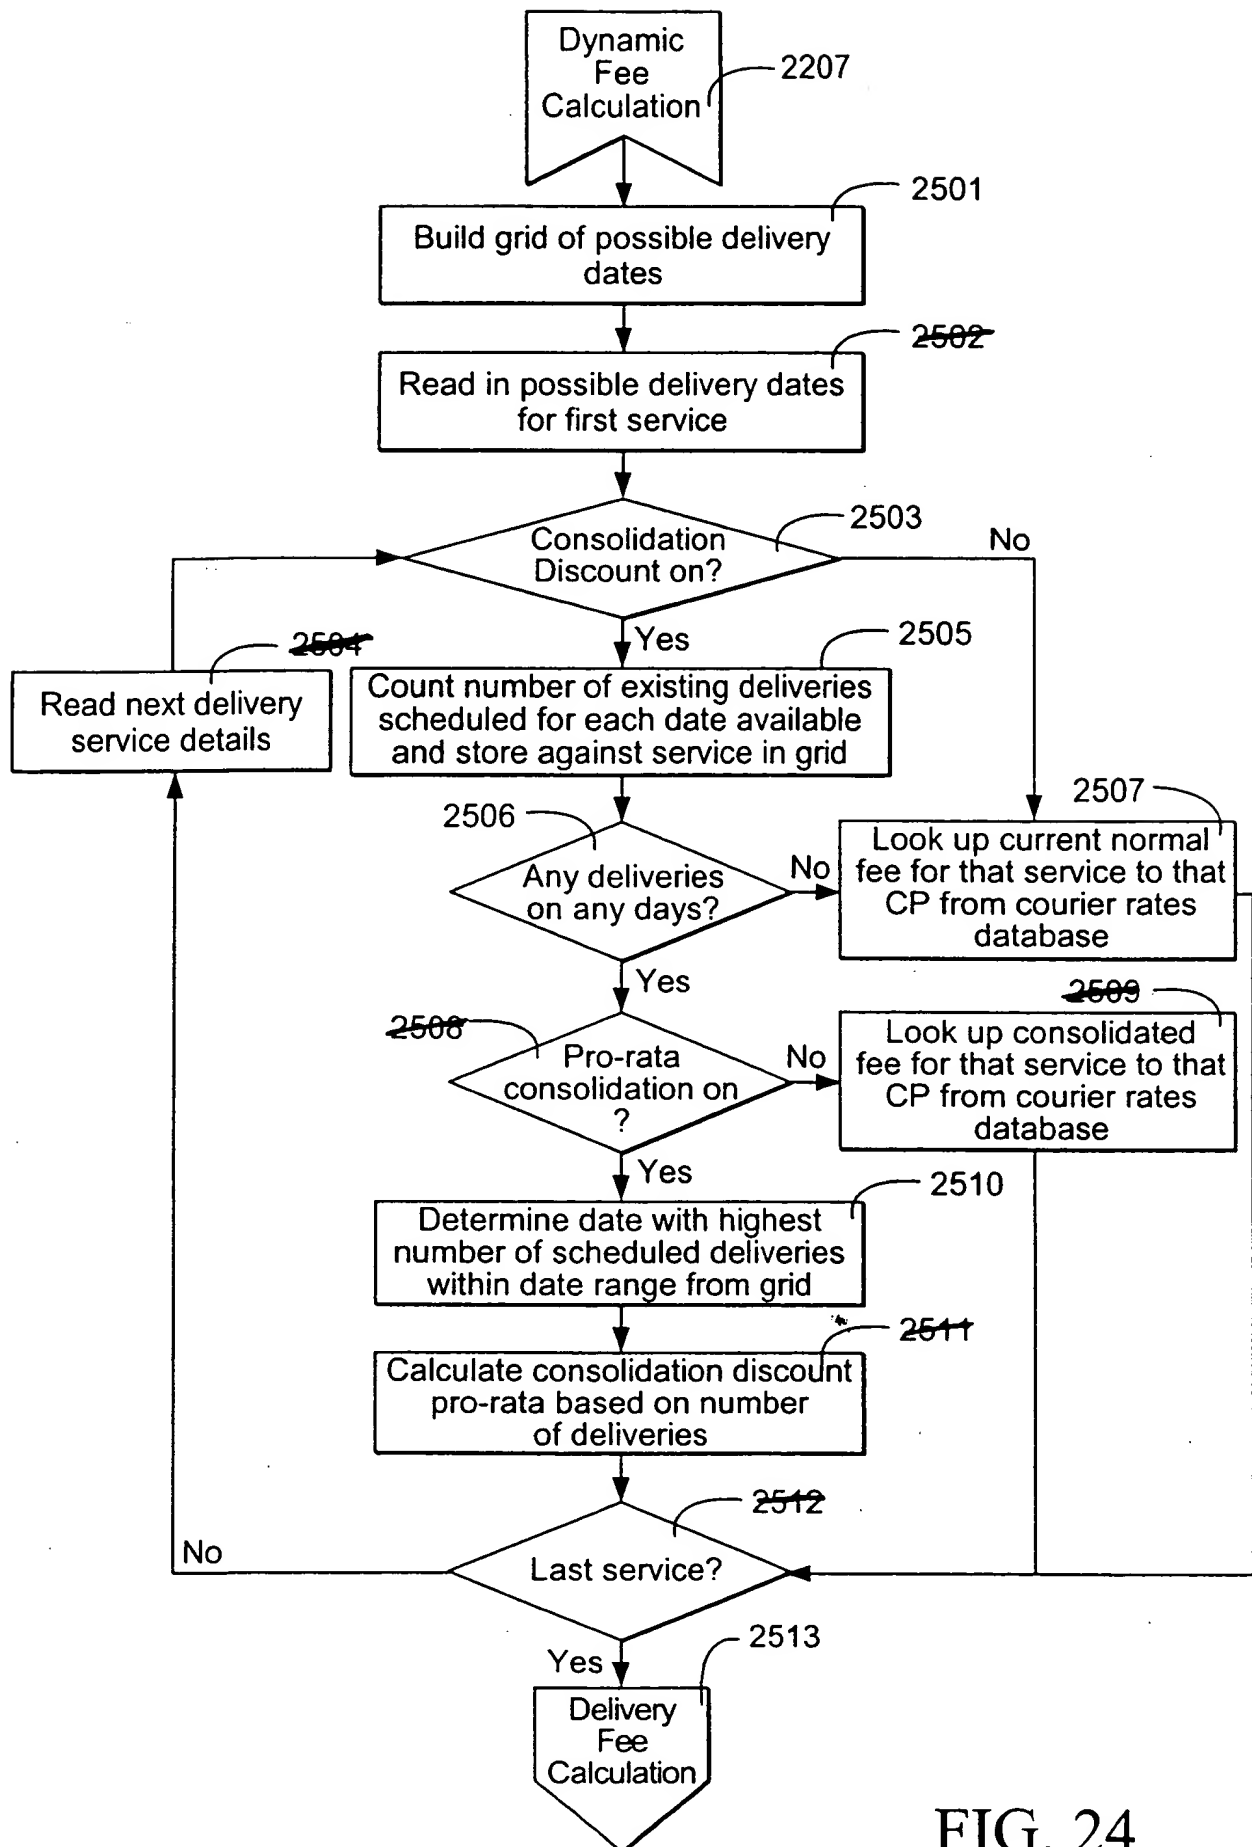 Dynamic
Fee
Calculation
2207
2501
Build grid of possible delivery
dates
2502
Read in possible delivery dates
for first service
2503
Consolidation
Discount on?
No
Yes
2504
Read next delivery
service details
2505
Count number of existing deliveries
scheduled for each date available
and store against service in grid
2506
Any deliveries
on any days?
No
2507
Look up current normal
fee for that service to that
CP from courier rates
database
Yes
2508
Pro-rata
consolidation on
?
No
2509
Look up consolidated
fee for that service to that
CP from courier rates
database
Yes
2510
Determine date with highest
number of scheduled deliveries
within date range from grid
2511
Calculate consolidation discount
pro-rata based on number
of deliveries
2512
Last service?
No
Yes
2513
Delivery
Fee
Calculation
FIG. 24